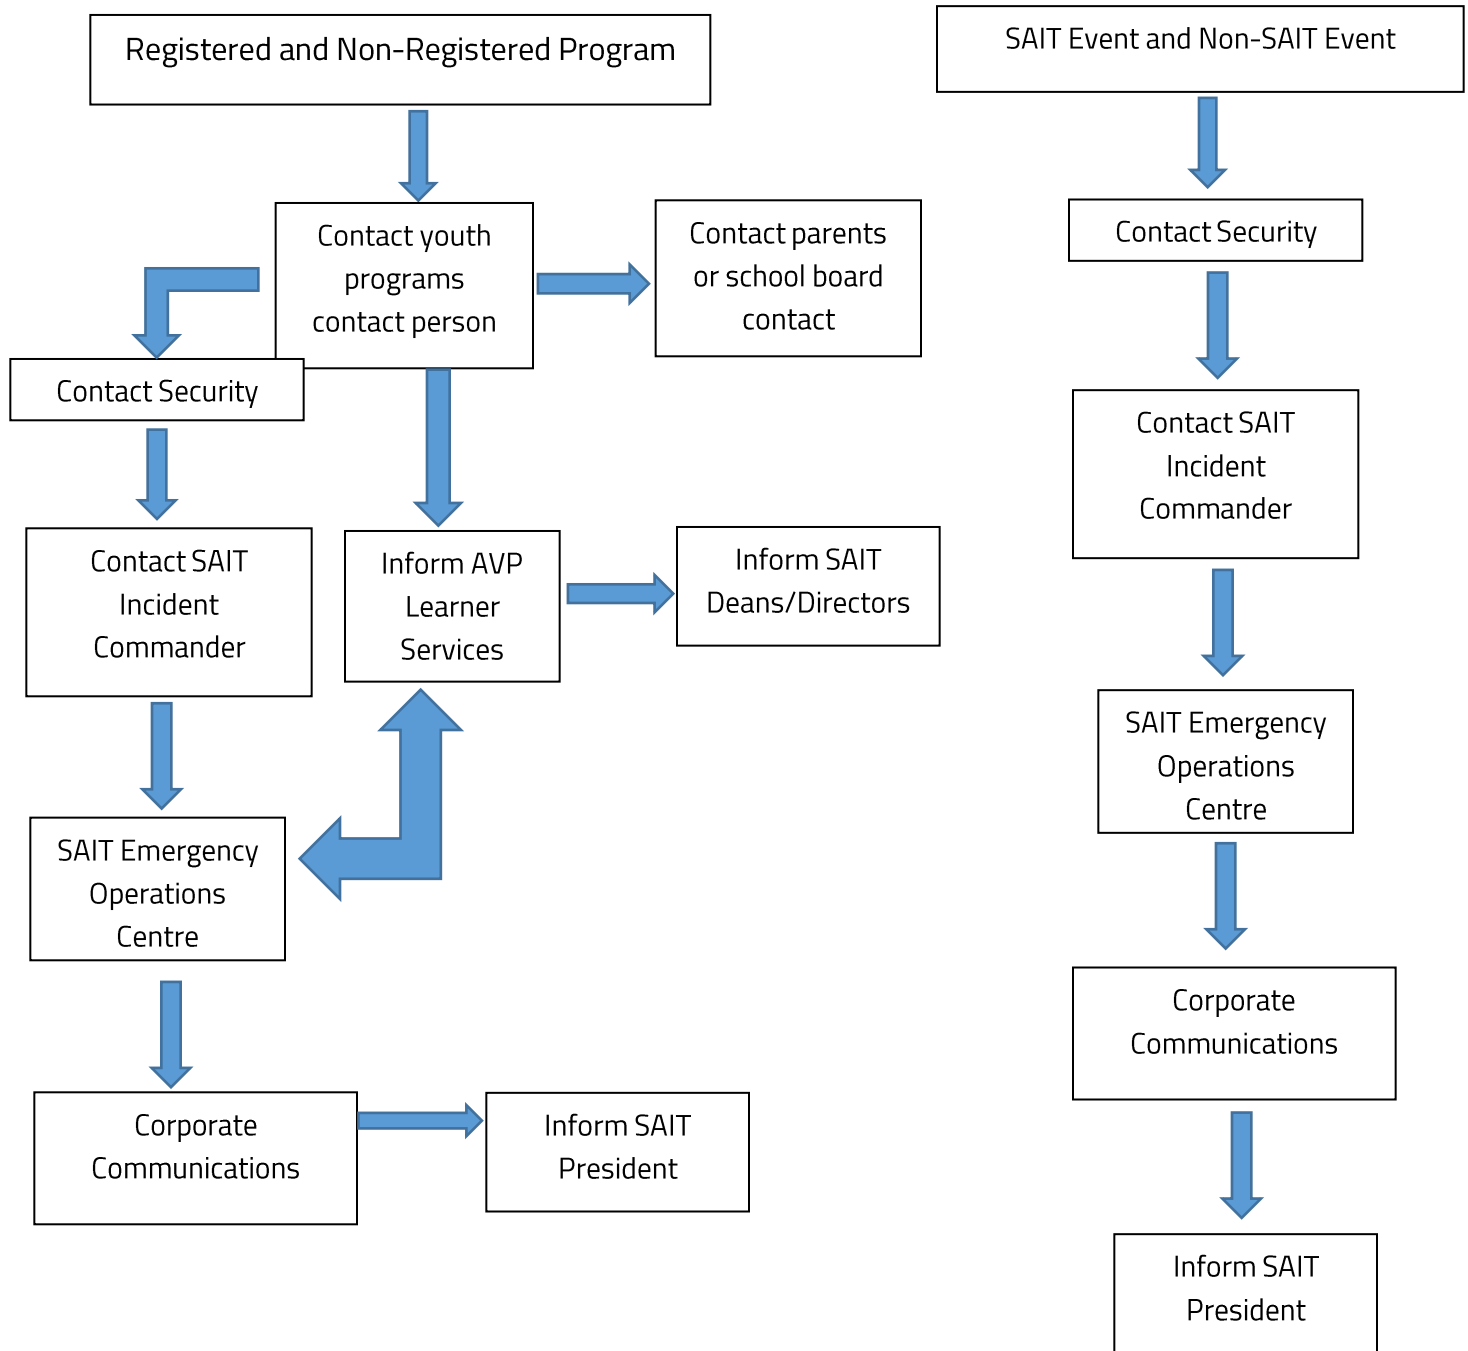 Registered and Non-Registered Program
Contact youth
programs
contact person
Contact parents
or school board
contact
Contact Security
Contact SAIT
Incident
Commander
Inform AVP
Learner
Services
Inform SAIT
Deans/Directors
SAIT Emergency
Operations
Centre
Corporate
Communications
Inform SAIT
President
SAIT Event and Non-SAIT Event
Contact Security
Contact SAIT
Incident
Commander
SAIT Emergency
Operations
Centre
Corporate
Communications
Inform SAIT
President